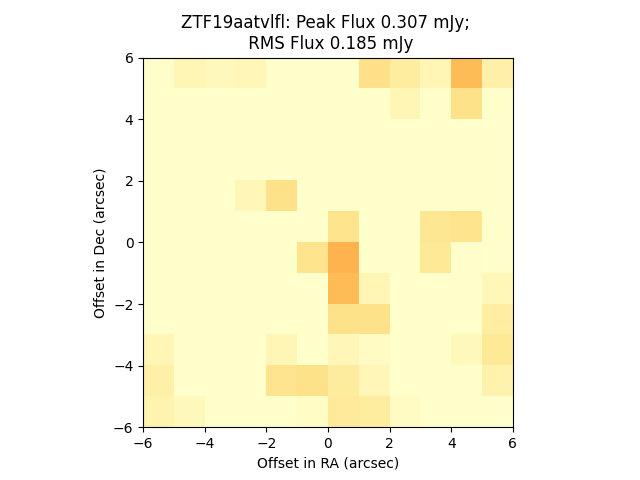 ZTF19aatvlfl: Peak Flux 0.307 mJy;
RMS Flux 0.185 mJy
6
4
2
0
−2
−4
−6
Offset in Dec (arcsec)
−6 −4 −2 0 2 4 6
Offset in RA (arcsec)